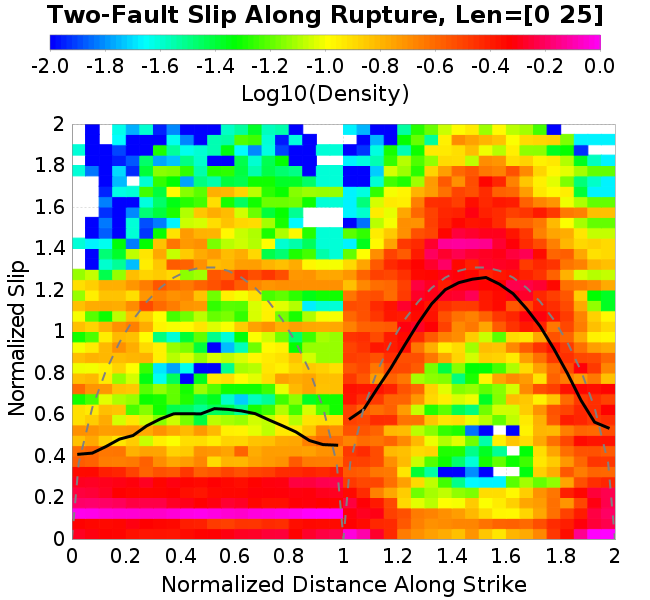 Two-Fault Slip Along Rupture, Len=[0 25]
-2.0 -1.8 -1.6 -1.4 -1.2 -1.0 -0.8 -0.6 -0.4 -0.2 0.0
Log10(Density)
2
1.8
1.6
1.4
1.2
1
0.8
0.6
0.4
0.2
0
Normalized Slip
0 0.2 0.4 0.6 0.8 1 1.2 1.4 1.6 1.8 2
Normalized Distance Along Strike